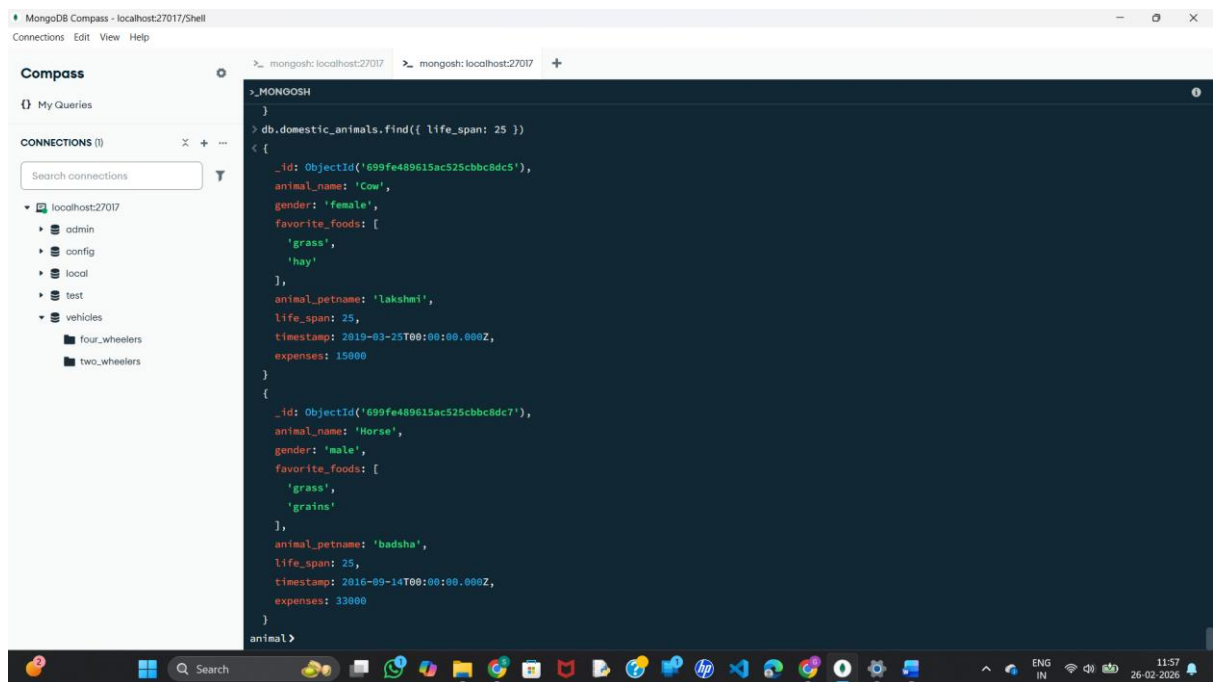 MongoDB Compass - localhost:27017/Shell
Connections Edit View Help
Compass
{} My Queries
CONNECTIONS (1)
Search connections
localhost:27017
admin
config
local
test
vehicles
four_wheelers
two_wheelers
>_ mongosh: localhost:27017 >_ mongosh: localhost:27017 +
>_MONGOSH
}
> db.domestic_animals.find({ life_span: 25 })
< {
_id: ObjectId('699fe489615ac525cbbc8dc5'),
animal_name: 'Cow',
gender: 'female',
favorite_foods: [
'grass',
'hay'
],
animal_petname: 'lakshmi',
life_span: 25,
timestamp: 2019-03-25T00:00:00.000Z,
expenses: 15000
}
{
_id: ObjectId('699fe489615ac525cbbc8dc7'),
animal_name: 'Horse',
gender: 'male',
favorite_foods: [
'grass',
'grains'
],
animal_petname: 'badsha',
life_span: 25,
timestamp: 2016-09-14T00:00:00.000Z,
expenses: 33000
}
animal>
2
Search
hp
ENG
IN
11:57
26-02-2026